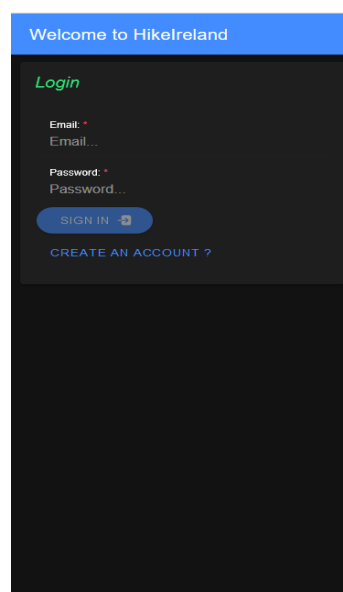 Welcome to HikeIreland
Login
Email: *
Email...
Password: *
Password...
SIGN IN
CREATE AN ACCOUNT ?